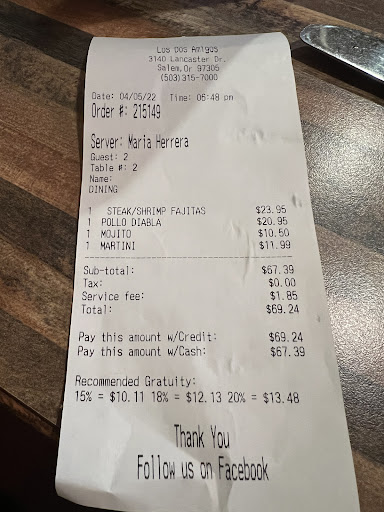 Los Dos Amigos
3140 Lancaster Dr.
Salem, Or 97305
(503)315-7000
Date: 04/05/22 Time: 05:48 pm
Order #: 215149
Server: Maria Herrera
Guest: 2
Table #: 2
Name:
DINING
1 STEAK/SHRIMP FAJITAS $23.95
1 POLLO DIABLA $20.95
1 MOJITO $10.50
1 MARTINI $11.99
Sub-total: $67.39
Tax: $0.00
Service fee: $1.85
Total: $69.24
Pay this amount w/Credit: $69.24
Pay this amount w/Cash: $67.39
Recommended Gratuity:
15% = $10.11 18% = $12.13 20% = $13.48
Thank You
Follow us on Facebook